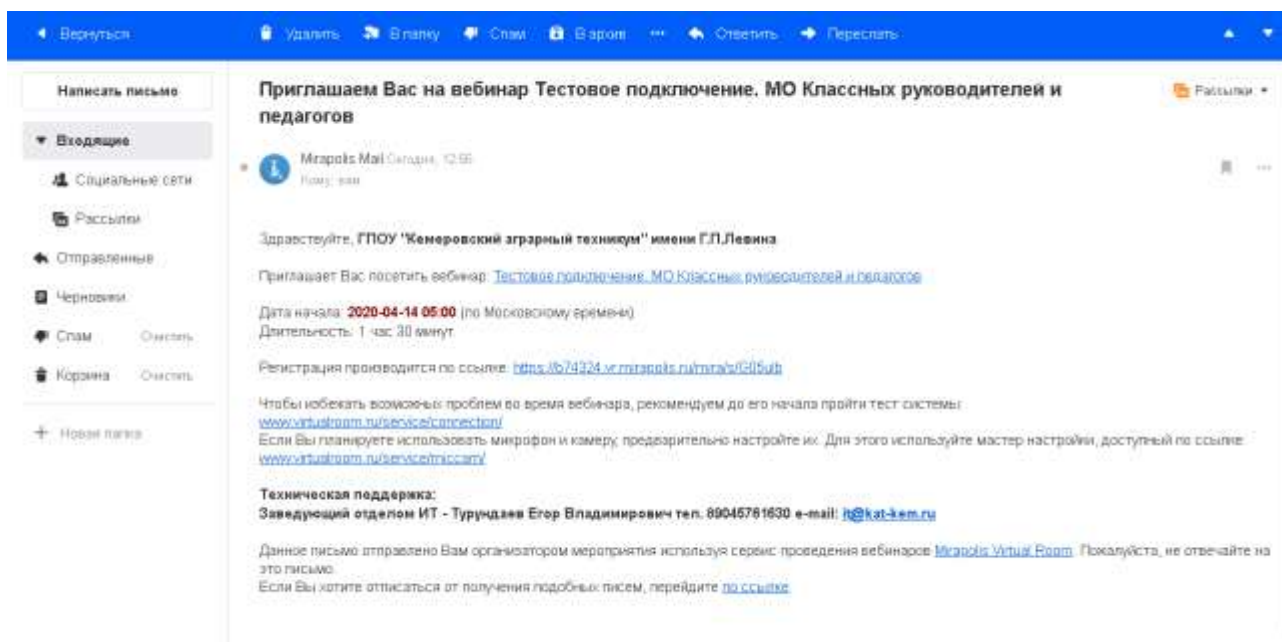 Вернуться
Удалить В папку Спам В архив ... Ответить Переслать
Написать письмо
Входящие
Социальные сети
Рассылки
Отправленные
Черновики
Спам Очистить
Корзина Очистить
Новая папка
Приглашаем Вас на вебинар Тестовое подключение. МО Классных руководителей и
педагогов
Рассылки
Mirapolis Mail Сегодня, 12:55
Кому: вам
Здравствуйте, ГПОУ "Кемеровский аграрный техникум" имени Г.П.Левина
Приглашает Вас посетить вебинар: Тестовое подключение. МО Классных руководителей и педагогов
Дата начала: 2020-04-14 05:00 (по Московскому времени)
Длительность: 1 час 30 минут
Регистрация производится по ссылке:
Чтобы избежать возможных проблем во время вебинара, рекомендуем до его начала пройти тест системы:
www.virtualroom.ru/service/connection/
Если Вы планируете использовать микрофон и камеру, предварительно настройте их. Для этого используйте мастер настройки, доступный по ссылке
www.virtualroom.ru/service/miccam/
Техническая поддержка:
Заведующий отделом ИТ - Турундаев Егор Владимирович тел. 89045761630 e-mail: it@kat-kem.ru
Данное письмо отправлено Вам организатором мероприятия используя сервис проведения вебинаров Mirapolis Virtual Room. Пожалуйста, не отвечайте на
это письмо.
Если Вы хотите отписаться от получения подобных писем, перейдите по ссылке